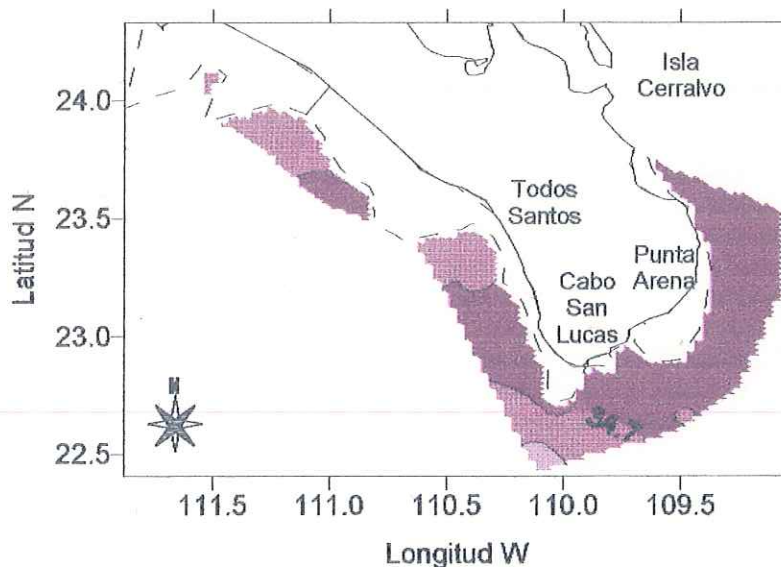 Isla
Cerralvo
24.0
Todos
Santos
23.5
Latitud N
Punta
Arena
Cabo
San
Lucas
23.0
N
34.7
22.5
111.5 111.0 110.5 110.0 109.5
Longitud W